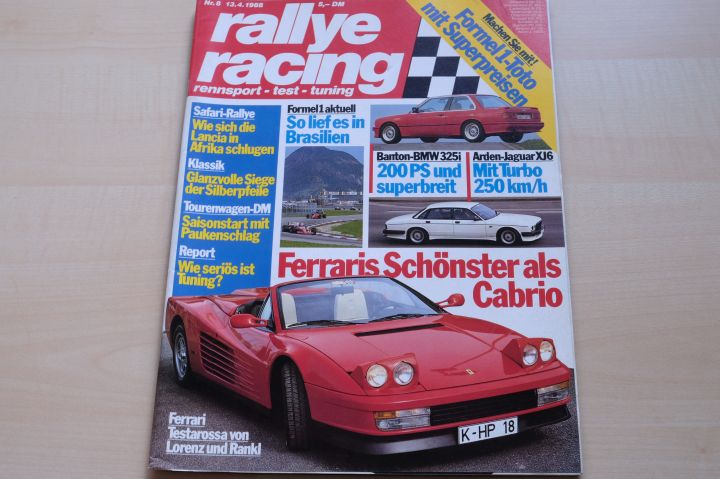 Nr. 8 13.4.1988 5,- DM
rallye
racing
rennsport - test - tuning
Machen Sie mit!
Formel 1-Toto
mit Superpreisen
Safari-Rallye
Wie sich die
Lancia in
Afrika schlugen
Klassik
Glanzvolle Siege
der Silberpfeile
Tourenwagen-DM
Saisonstart mit
Paukenschlag
Report
Wie seriös ist
Tuning?
Formel 1 aktuell
So lief es in
Brasilien
Banton-BMW 325i
200 PS und
superbreit
Arden-Jaguar XJ6
Mit Turbo
250 km/h
Ferraris Schönster als
Cabrio
Ferrari
Testarossa von
Lorenz und Rankl
K-HP 18